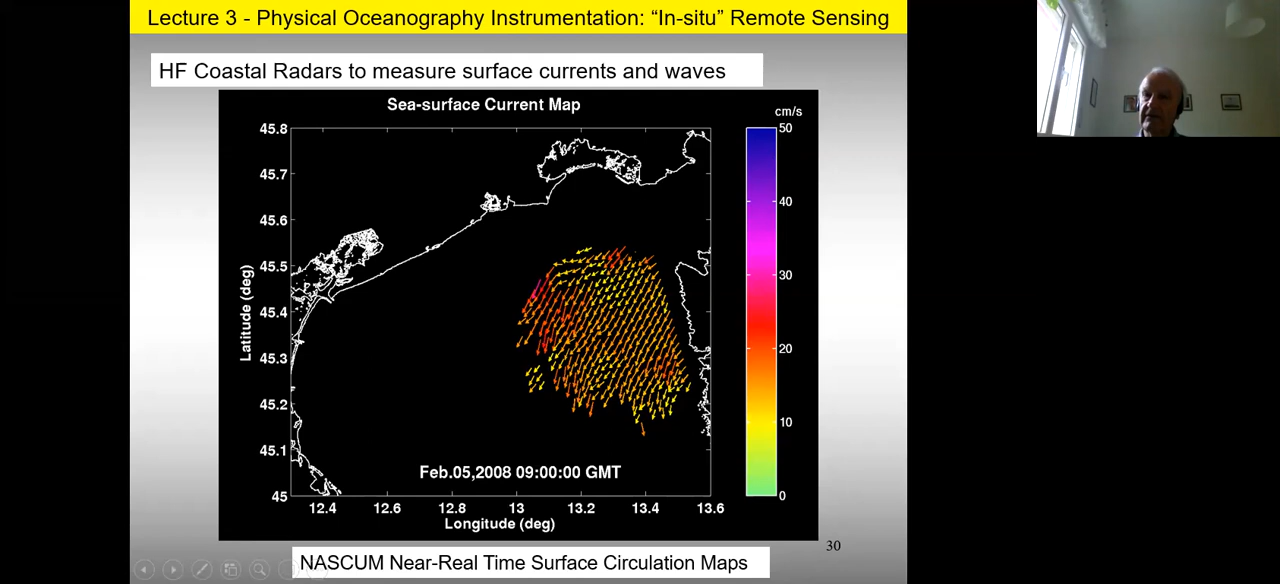 Lecture 3 - Physical Oceanography Instrumentation: “In-situ” Remote Sensing
HF Coastal Radars to measure surface currents and waves
Sea-surface Current Map
cm/s
45.8
45.7
45.6
45.5
45.4
45.3
45.2
45.1
45
Latitude (deg)
50
40
30
20
10
0
Feb.05,2008 09:00:00 GMT
12.4 12.6 12.8 13 13.2 13.4 13.6
Longitude (deg)
30
NASCUM Near-Real Time Surface Circulation Maps